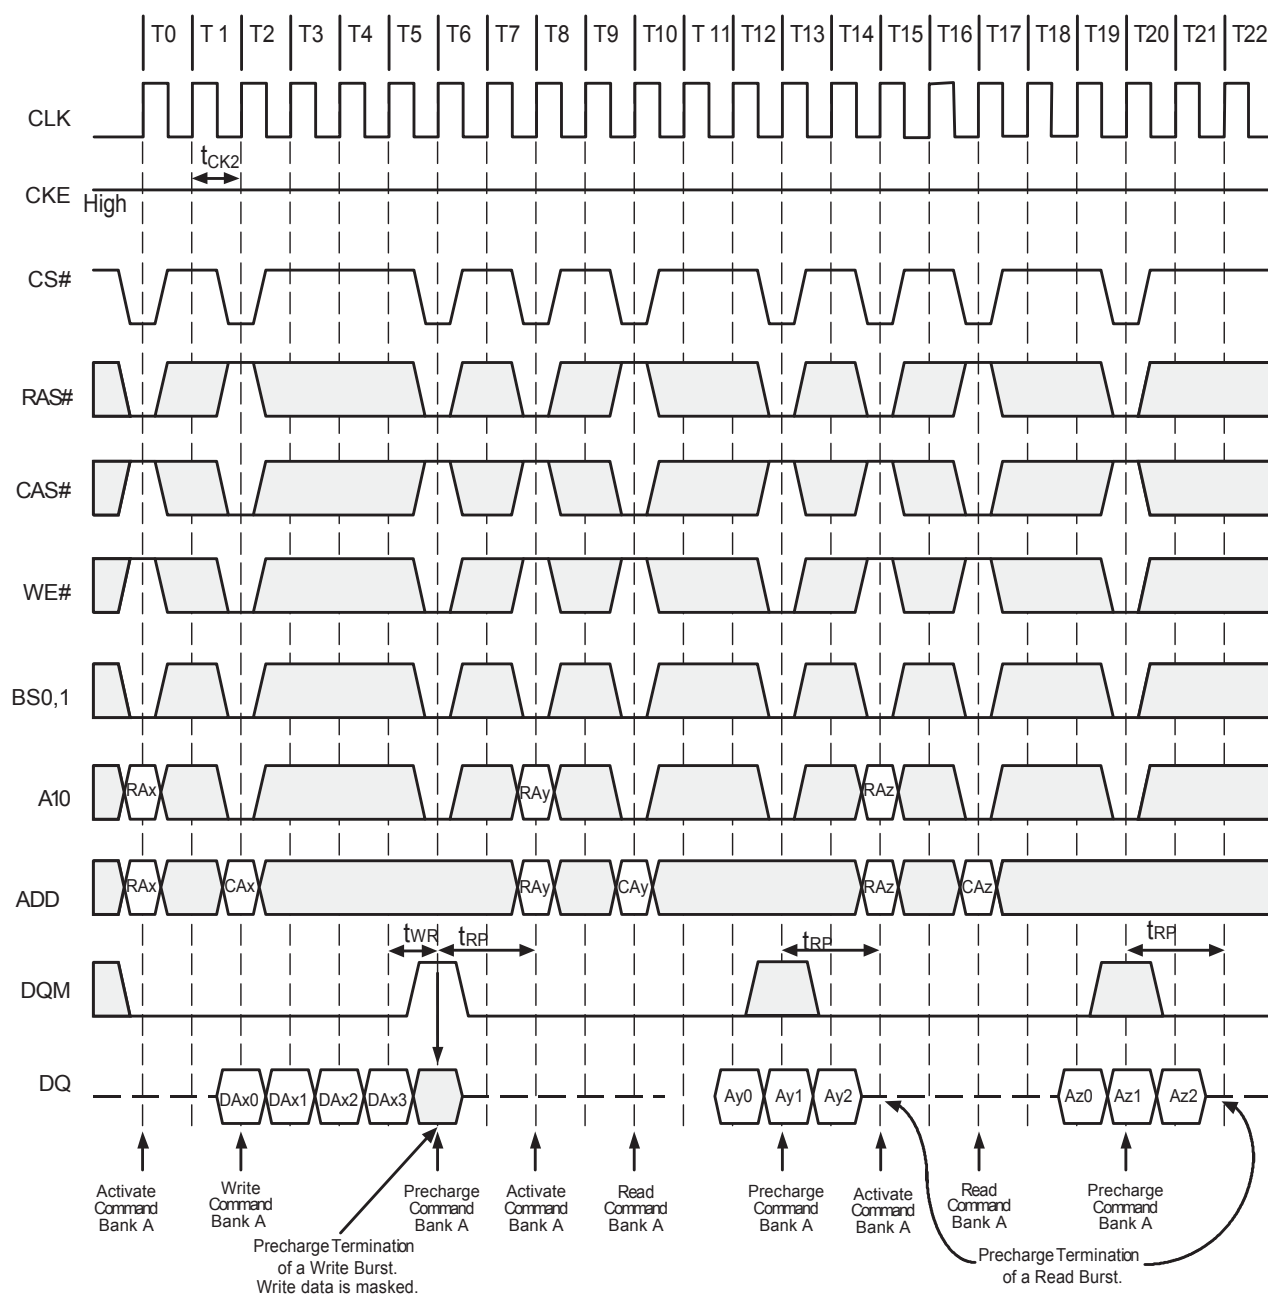 T0 T 1 T2 T3 T4 T5 T6 T7 T8 T9 T10 T 11 T12 T13 T14 T15 T16 T17 T18 T19 T20 T21 T22
CLK
tCK2
CKE
High
CS#
RAS#
CAS#
WE#
BS0,1
A10 RAx RAy RAz
ADD RAx CAx RAy CAy RAz CAz
tWR tRP tRP tRP
DQM
DQ DAx0 DAx1 DAx2 DAx3 Ay0 Ay1 Ay2 Az0 Az1 Az2
Activate
Command
Bank A
Write
Command
Bank A
Precharge
Command
Bank A
Activate
Command
Bank A
Read
Command
Bank A
Precharge
Command
Bank A
Activate
Command
Bank A
Read
Command
Bank A
Precharge
Command
Bank A
Precharge Termination
of a Write Burst.
Write data is masked.
Precharge Termination
of a Read Burst.